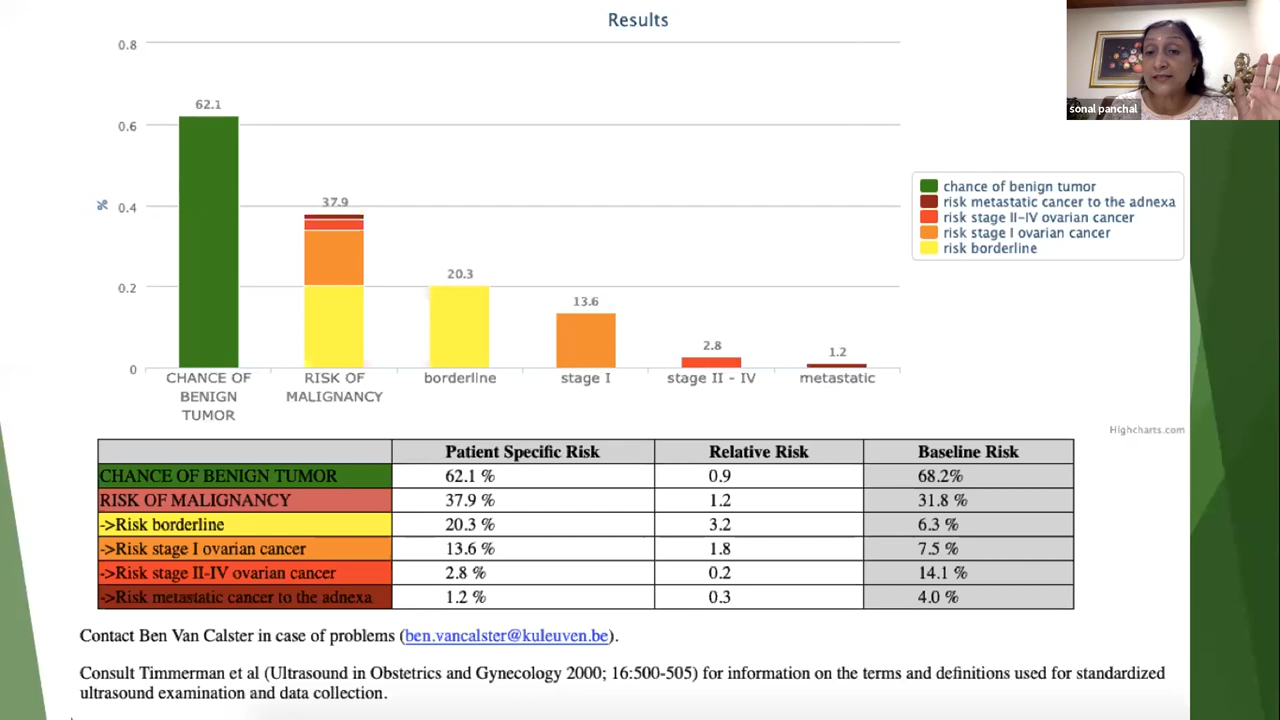 Results
sonal panchal
0.8
0.6
0.4
0.2
0
%
62.1
37.9
20.3
13.6
2.8
1.2
CHANCE OF
BENIGN
TUMOR
RISK OF
MALIGNANCY
borderline
stage I
stage II - IV
metastatic
chance of benign tumor
risk metastatic cancer to the adnexa
risk stage II-IV ovarian cancer
risk stage I ovarian cancer
risk borderline
Highcharts.com
Patient Specific Risk Relative Risk Baseline Risk
CHANCE OF BENIGN TUMOR 62.1 % 0.9 68.2%
RISK OF MALIGNANCY 37.9 % 1.2 31.8 %
->Risk borderline 20.3 % 3.2 6.3 %
->Risk stage I ovarian cancer 13.6 % 1.8 7.5 %
->Risk stage II-IV ovarian cancer 2.8 % 0.2 14.1 %
->Risk metastatic cancer to the adnexa 1.2 % 0.3 4.0 %
Contact Ben Van Calster in case of problems (ben.vancalster@kuleuven.be).
Consult Timmerman et al (Ultrasound in Obstetrics and Gynecology 2000; 16:500-505) for information on the terms and definitions used for standardized
ultrasound examination and data collection.